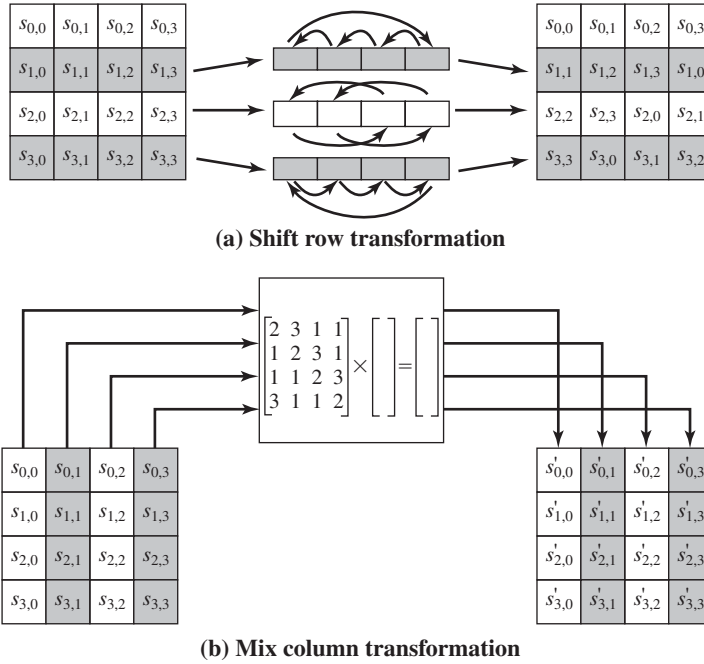 s0,0 s0,1 s0,2 s0,3 s0,0 s0,1 s0,2 s0,3
s1,0 s1,1 s1,2 s1,3 s1,1 s1,2 s1,3 s1,0
s2,0 s2,1 s2,2 s2,3 s2,2 s2,3 s2,0 s2,1
s3,0 s3,1 s3,2 s3,3 s3,3 s3,0 s3,1 s3,2
(a) Shift row transformation
2 3 1 1
1 2 3 1
1 1 2 3
3 1 1 2
× =
s0,0 s0,1 s0,2 s0,3 s'0,0 s'0,1 s'0,2 s'0,3
s1,0 s1,1 s1,2 s1,3 s'1,0 s'1,1 s'1,2 s'1,3
s2,0 s2,1 s2,2 s2,3 s'2,0 s'2,1 s'2,2 s'2,3
s3,0 s3,1 s3,2 s3,3 s'3,0 s'3,1 s'3,2 s'3,3
(b) Mix column transformation